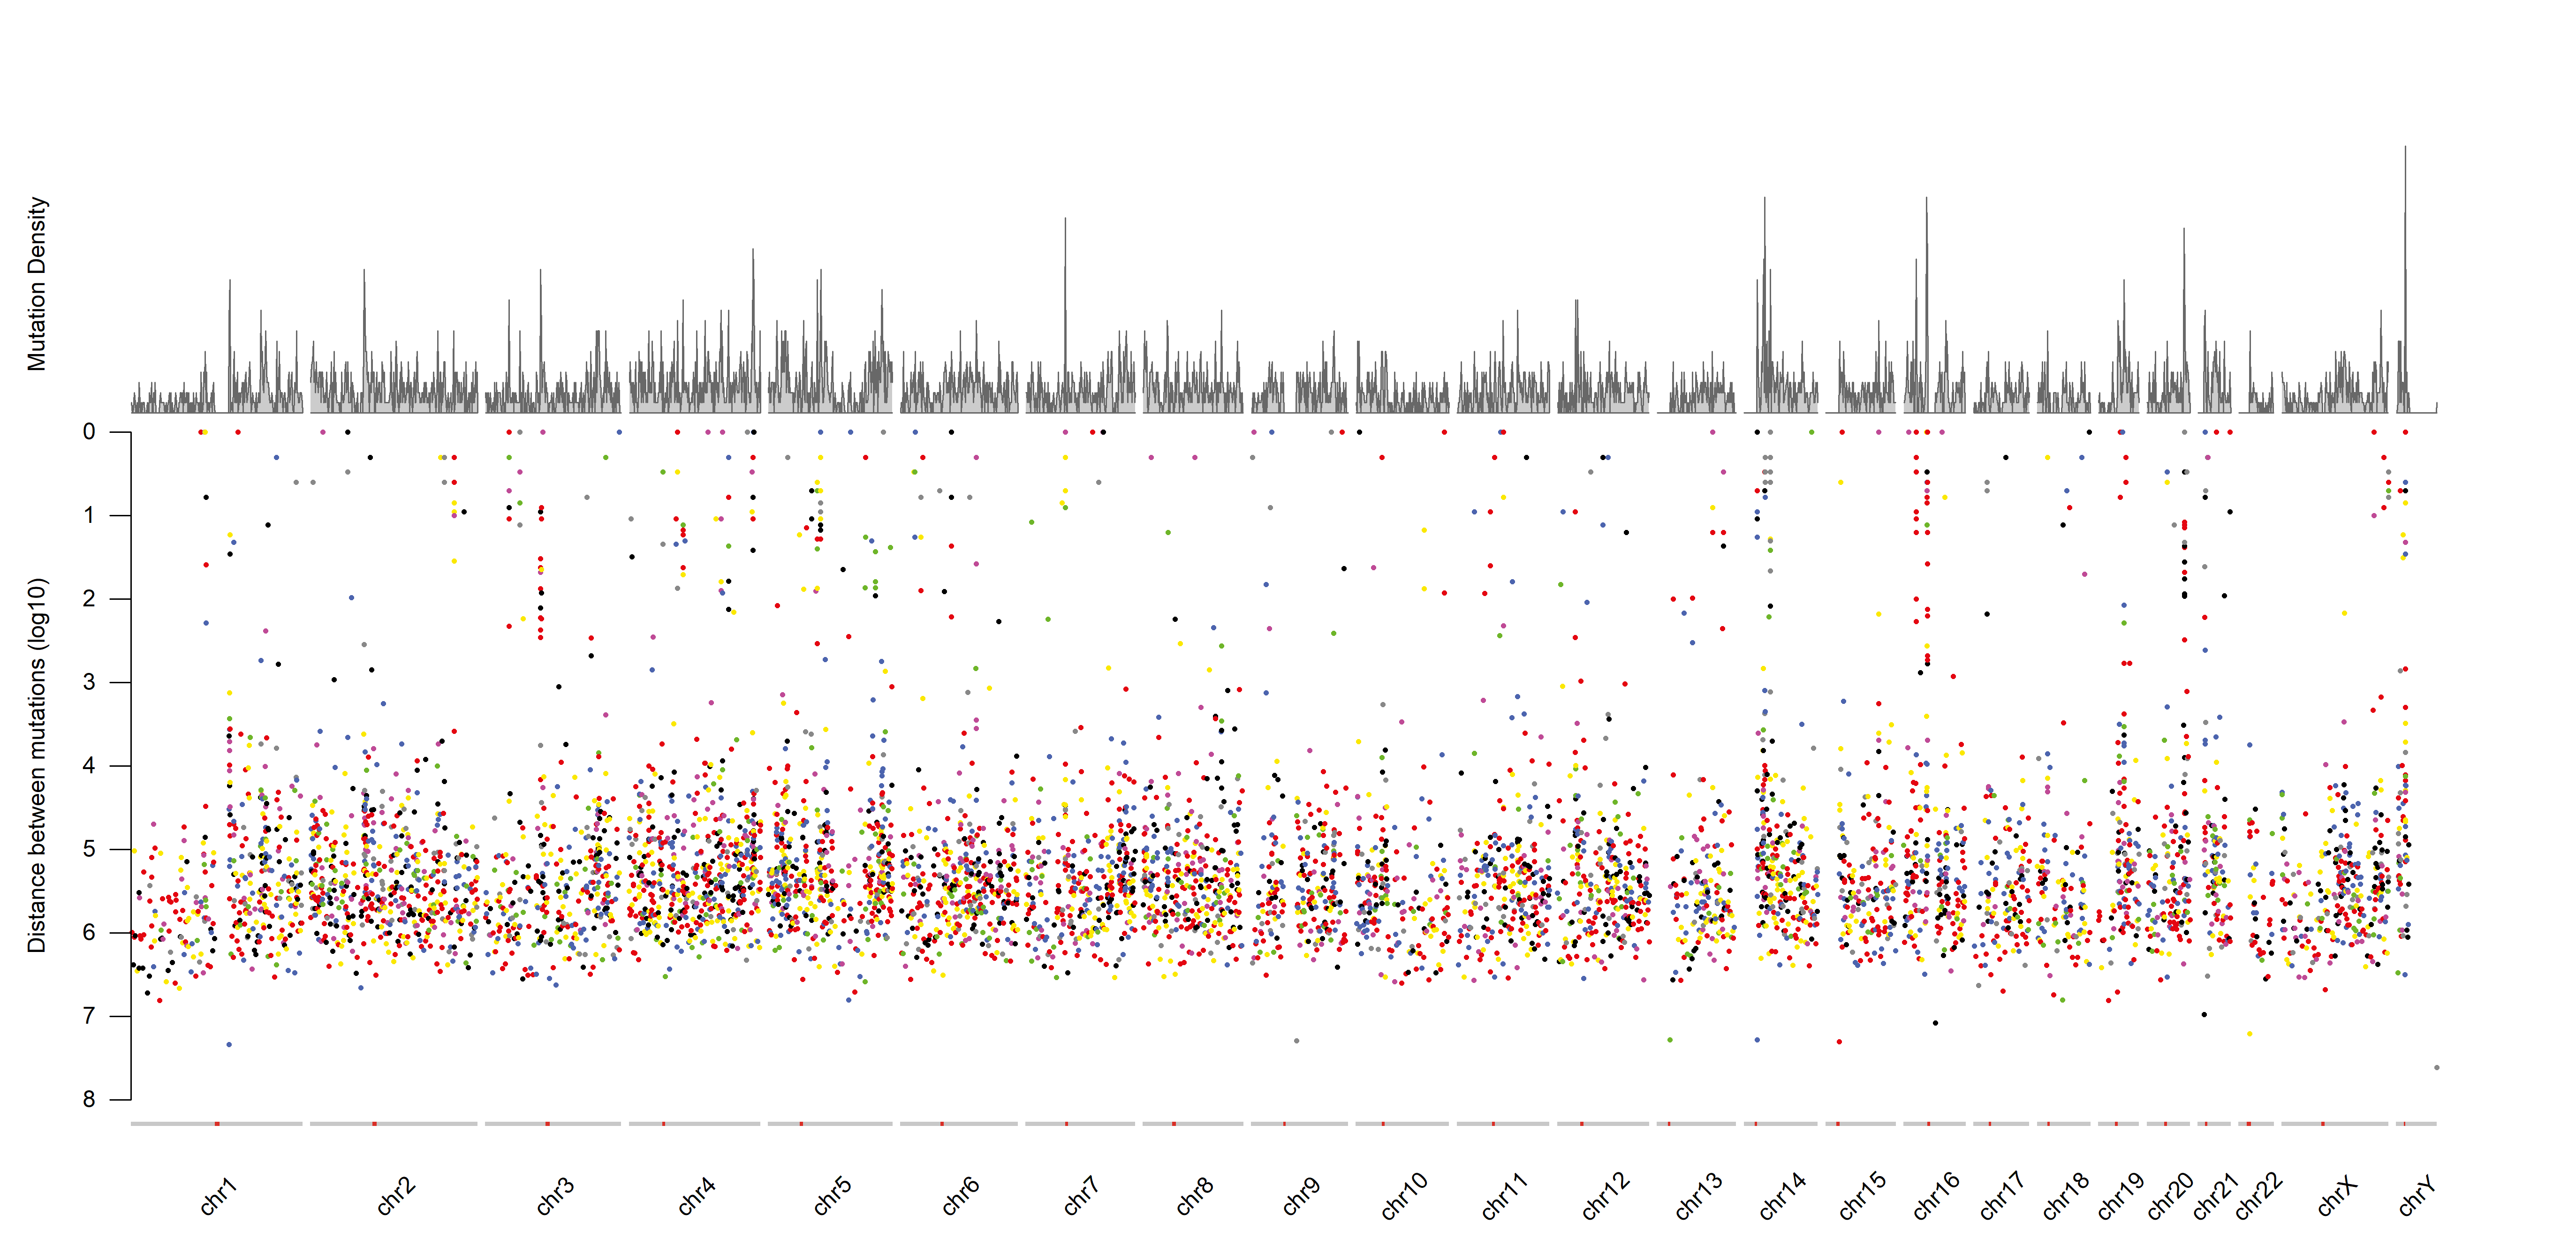 Mutation Density
Distance between mutations (log10)
0
1
2
3
4
5
6
7
8
chr1
chr2
chr3
chr4
chr5
chr6
chr7
chr8
chr9
chr10
chr11
chr12
chr13
chr14
chr15
chr16
chr17
chr18
chr19
chr20
chr21
chr22
chrX
chrY